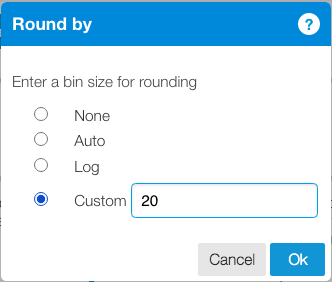 Round by ?
Enter a bin size for rounding
None
Auto
Log
Custom 20
Cancel Ok